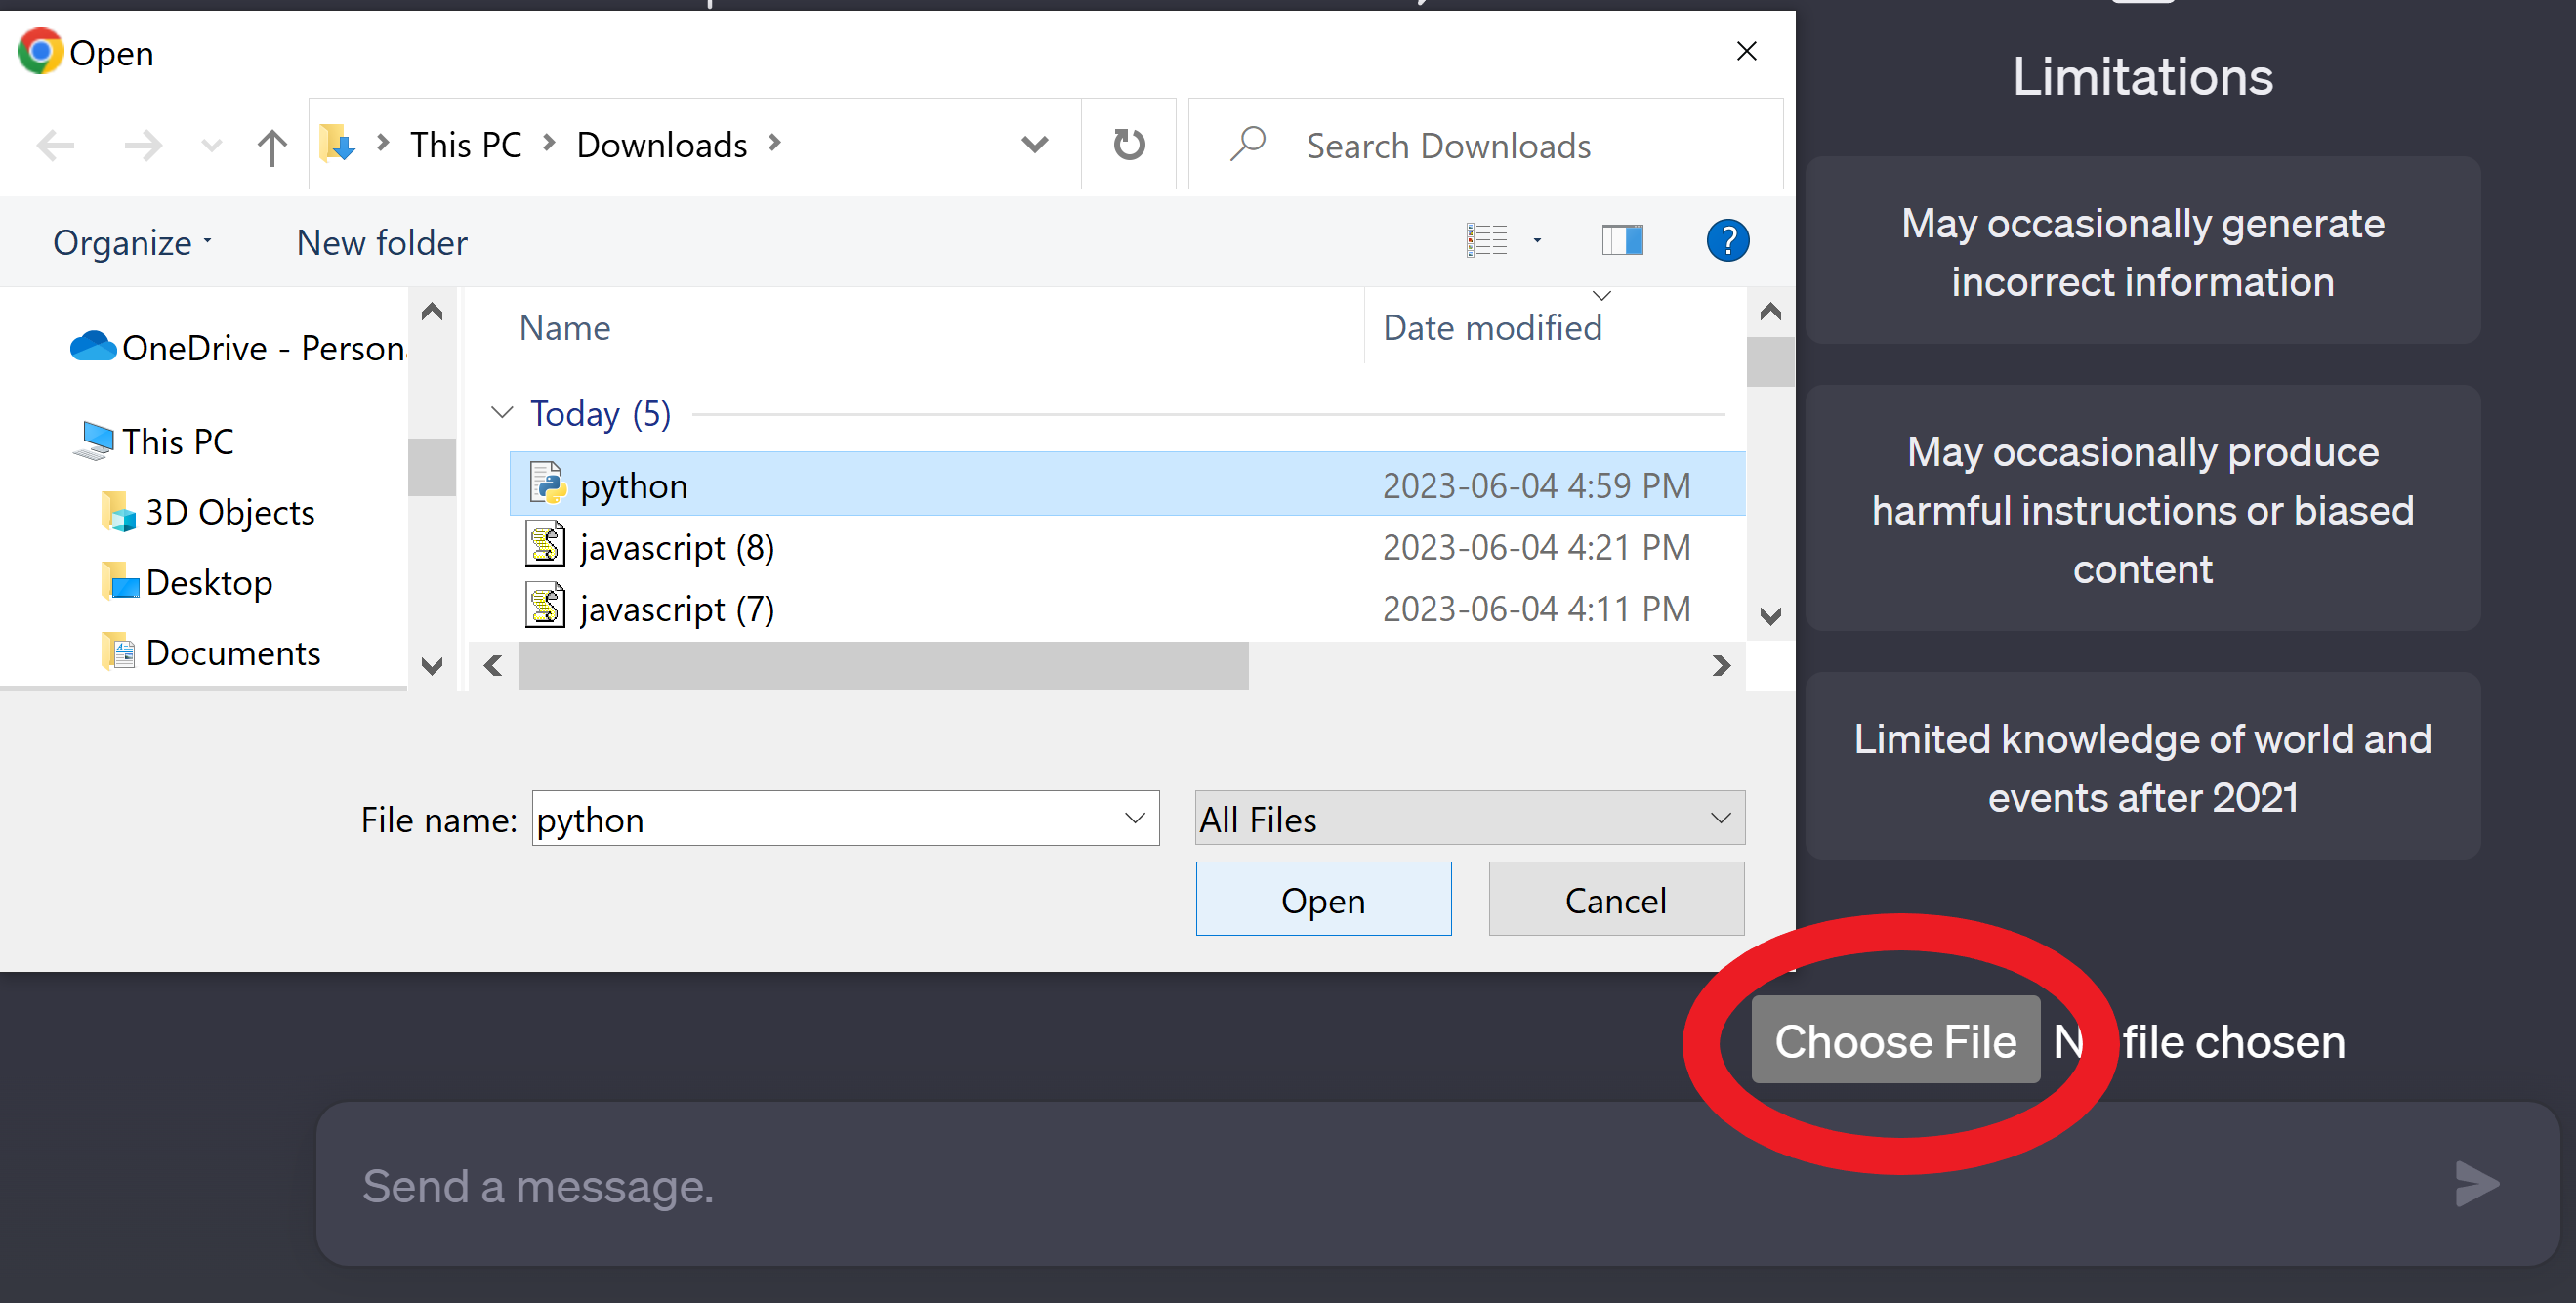 Open
This PC
Downloads
Search Downloads
Organize
New folder
?
OneDrive - Persona
This PC
3D Objects
Desktop
Documents
Name
Date modified
Today (5)
python
2023-06-04 4:59 PM
javascript (8)
2023-06-04 4:21 PM
javascript (7)
2023-06-04 4:11 PM
File name:
python
All Files
Open
Cancel
Limitations
May occasionally generate
incorrect information
May occasionally produce
harmful instructions or biased
content
Limited knowledge of world and
events after 2021
Choose File
file chosen
Send a message.